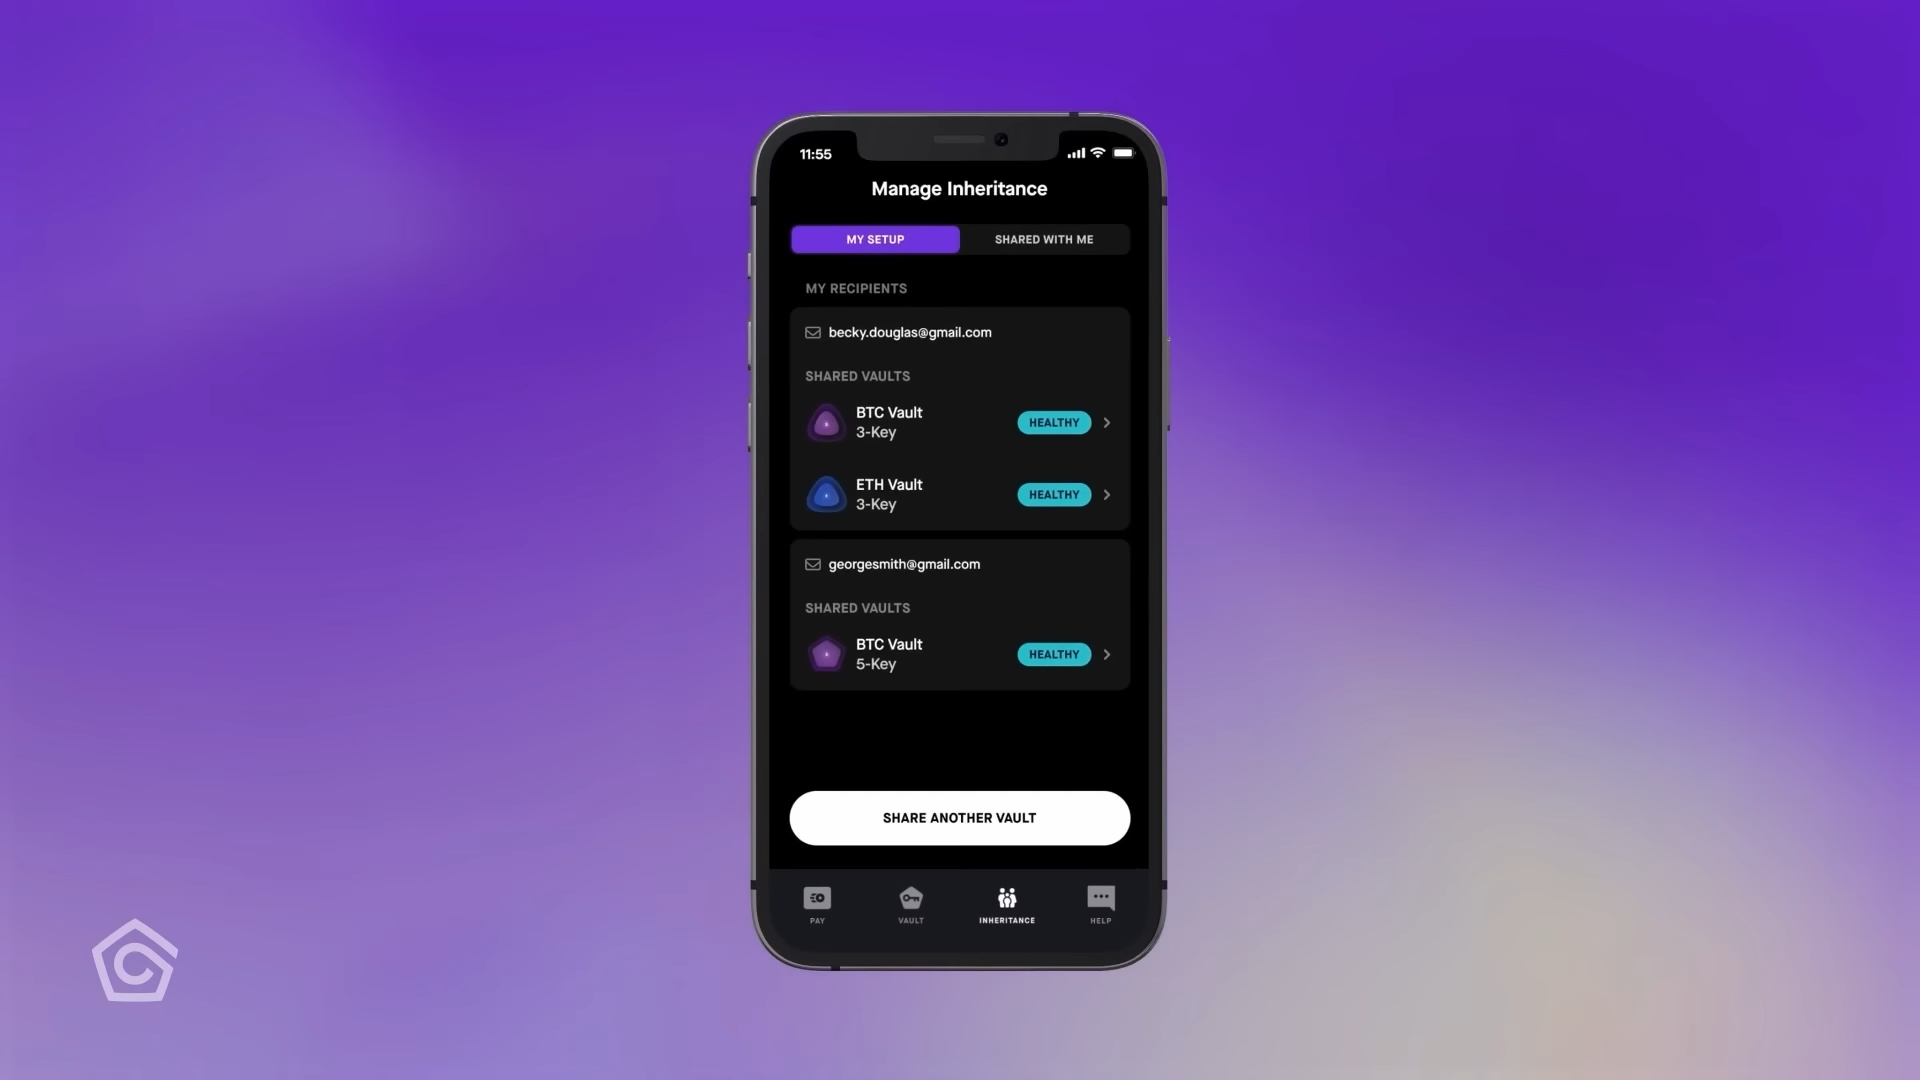 11:55
Manage Inheritance
MY SETUP
SHARED WITH ME
MY RECIPIENTS
becky.douglas@gmail.com
SHARED VAULTS
BTC Vault
3-Key
HEALTHY
ETH Vault
3-Key
HEALTHY
georgesmith@gmail.com
SHARED VAULTS
BTC Vault
5-Key
HEALTHY
SHARE ANOTHER VAULT
PAY
VAULT
INHERITANCE
HELP